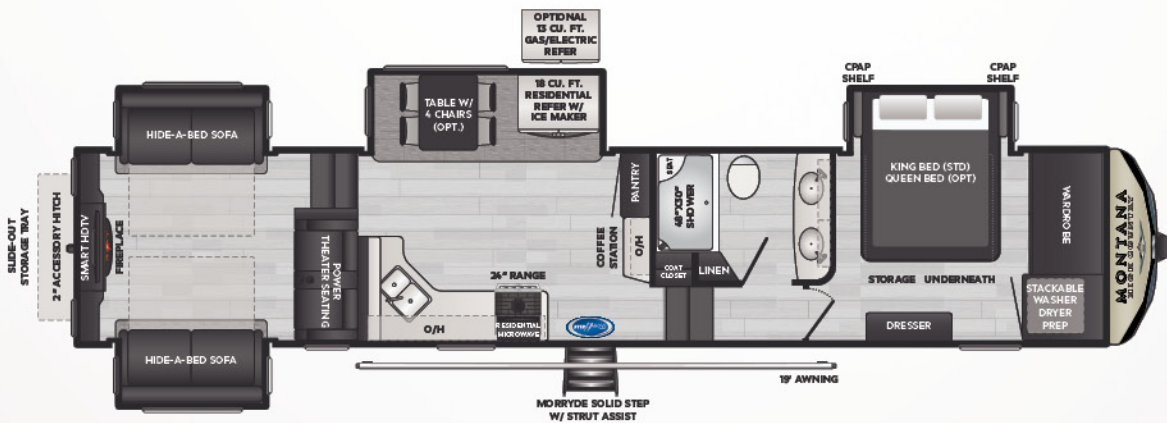 OPTIONAL
13 CU. FT.
GAS/ELECTRIC
REFER
CPAP
SHELF
CPAP
SHELF
18 CU. FT.
RESIDENTIAL
REFER W/
ICE MAKER
TABLE W/
4 CHAIRS
(OPT.)
HIDE-A-BED SOFA
SLIDE-OUT
STORAGE TRAY
2" ACCESSORY HITCH
SMART HDTV
FIREPLACE
POWER
THEATER SEATING
HIDE-A-BED SOFA
24" RANGE
O/H
RESIDENTIAL
MICROWAVE
COFFEE
STATION
O/H
PANTRY
SEAT
48"X30"
SHOWER
COAT
CLOSET
LINEN
KING BED (STD)
QUEEN BED (OPT)
STORAGE UNDERNEATH
DRESSER
WARDROBE
STACKABLE
WASHER
DRYER
PREP
MONTANA
HIGH COUNTRY
19' AWNING
MORRYDE SOLID STEP
W/ STRUT ASSIST